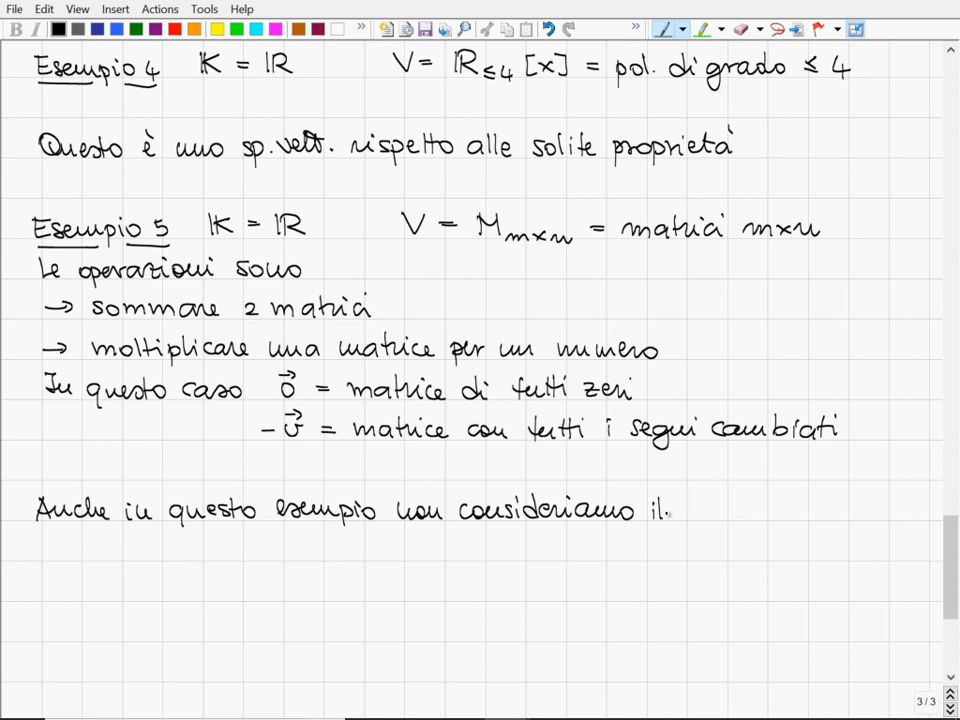 File Edit View Insert Actions Tools Help
B I
Esempio 4 K = R V = R≤4 [x] = pol. di grado ≤ 4
Questo è uno sp. vett. rispetto alle solite proprietà
Esempio 5 K = R V = Mm×n = matrici m×n
Le operazioni sono
→ sommare 2 matrici
→ moltiplicare una matrice per un numero
In questo caso 0⃗ = matrice di tutti zeri
- v⃗ = matrice con tutti i segni cambiati
Anche in questo esempio non consideriamo il
3 / 3